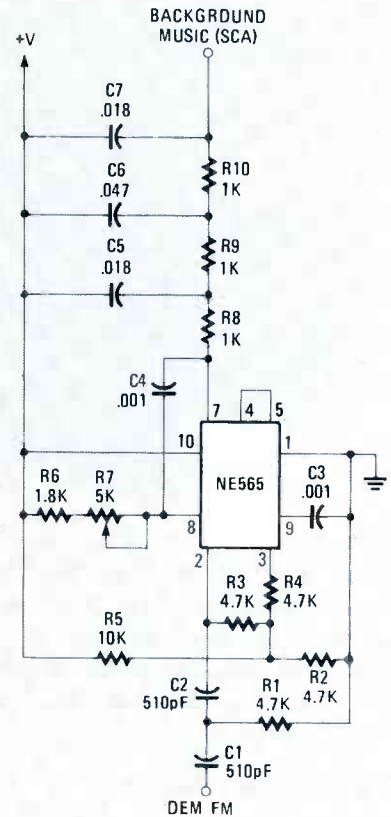 BACKGRDUND
MUSIC (SCA)
+V
C7
.018
R10
1K
C6
.047
R9
1K
C5
.018
R8
1K
C4
.001
7
4
5
10
1
NE565
C3
.001
R6
1.8K
R7
5K
8
9
2
3
R3
4.7K
R4
4.7K
R5
10K
R2
4.7K
R1
4.7K
C2
510pF
C1
510pF
DEM FM